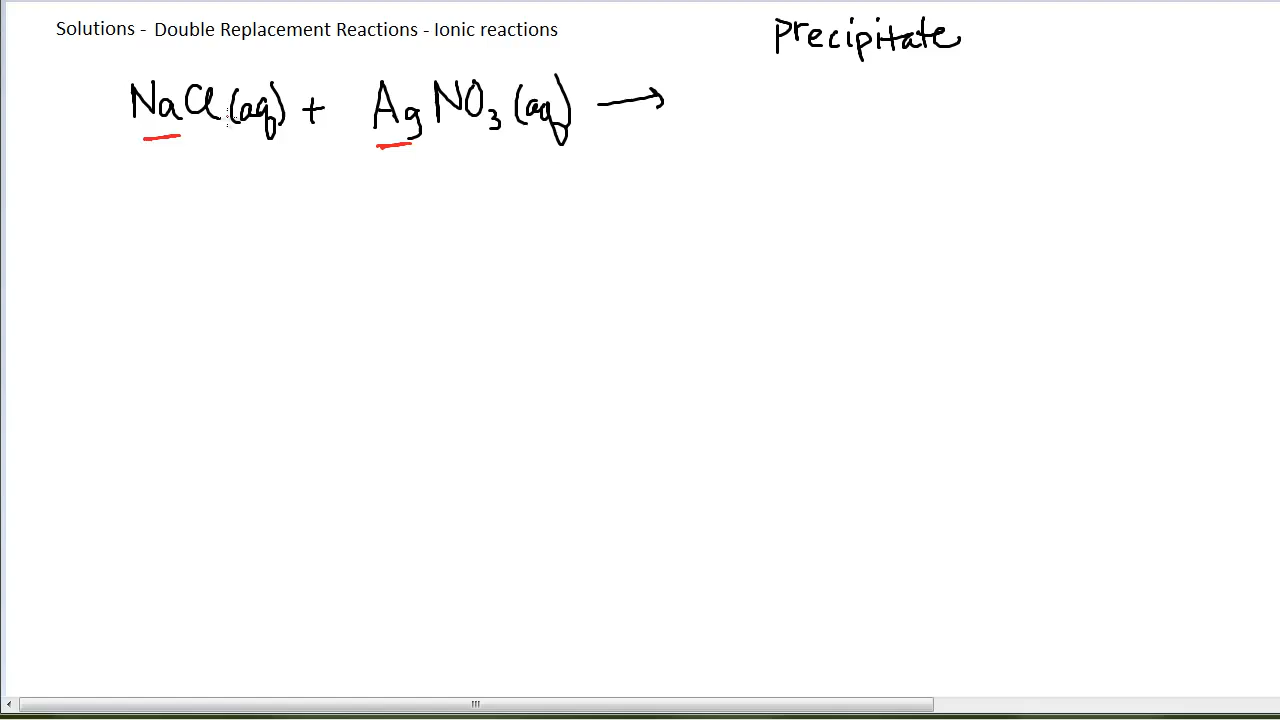 Solutions - Double Replacement Reactions - Ionic reactions
precipitate
NaCl (aq) + AgNO₃ (aq) →